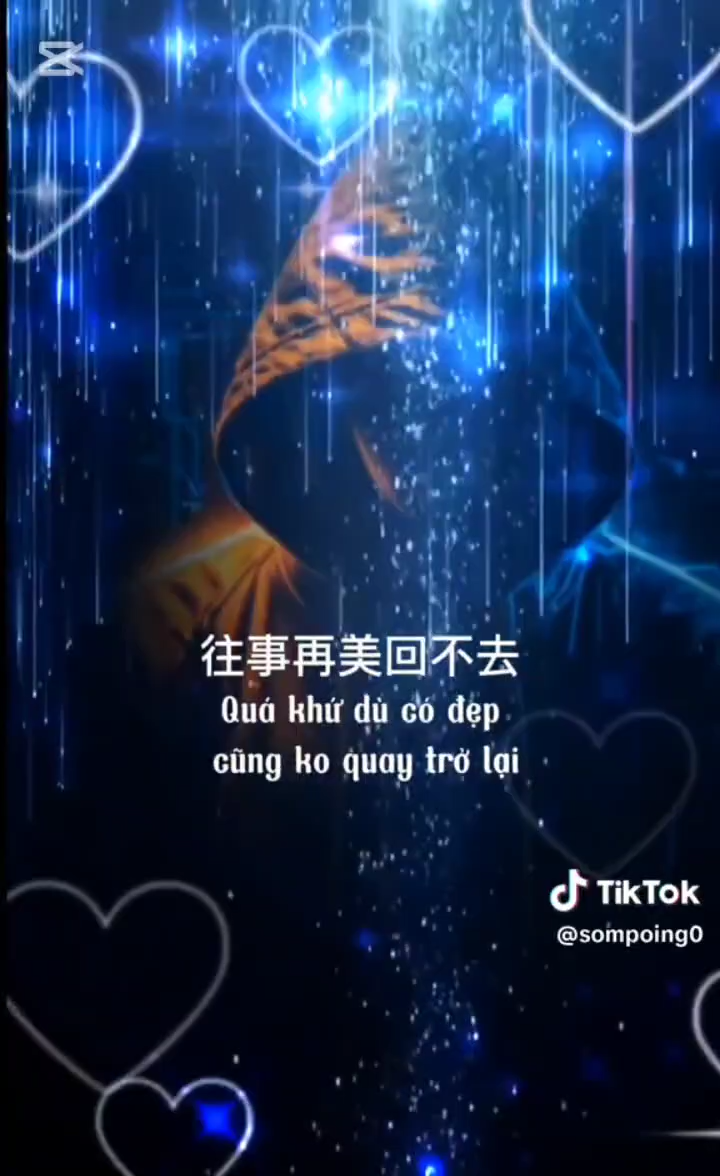 往事再美回不去
Quá khứ dù có đẹp
cũng ko quay trở lại
TikTok
@sompoing0